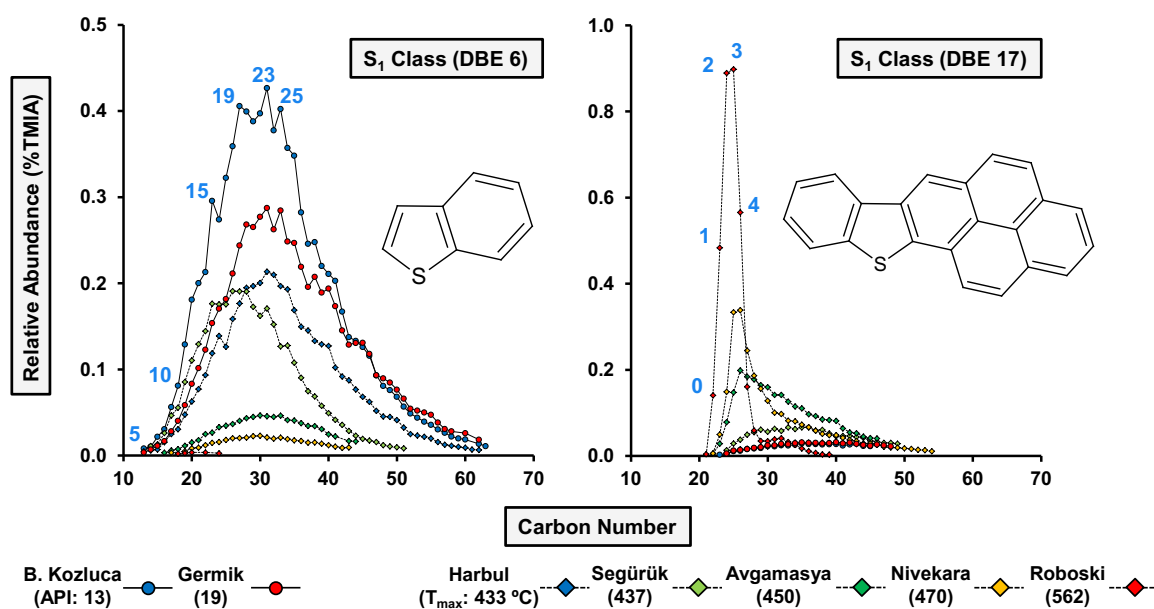 S₁ Class (DBE 6)
S₁ Class (DBE 17)
Relative Abundance (%TMIA)
0.5
0.4
0.3
0.2
0.1
0.0
5
10
15
19
23
25
S
10 20 30 40 50 60 70
1.0
0.8
0.6
0.4
0.2
0.0
0
1
2
3
4
S
10 20 30 40 50 60 70
Carbon Number
B. Kozluca Germik Harbul Segürük Avgamasya Nivekara Roboski
(API: 13) (19) (Tmax: 433 ºC) (437) (450) (470) (562)